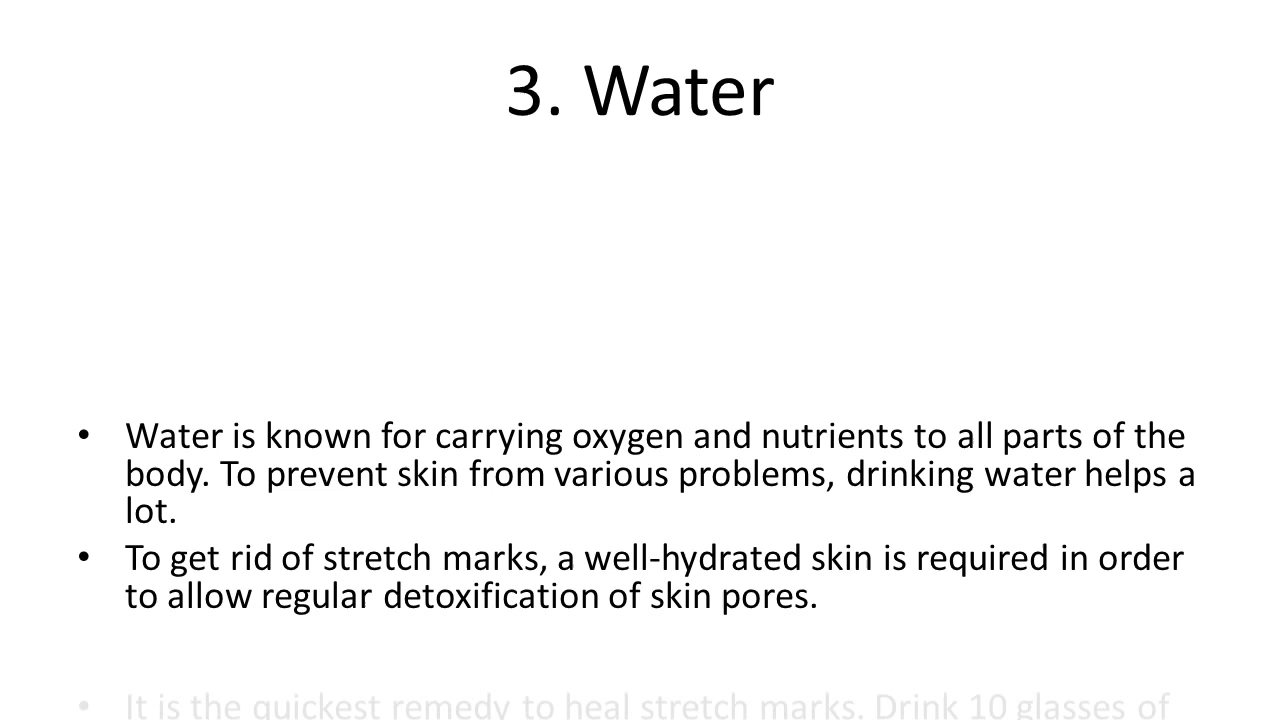 3. Water
• Water is known for carrying oxygen and nutrients to all parts of the
body. To prevent skin from various problems, drinking water helps a
lot.
• To get rid of stretch marks, a well-hydrated skin is required in order
to allow regular detoxification of skin pores.
• It is the quickest remedy to heal stretch marks. Drink 10 glasses of